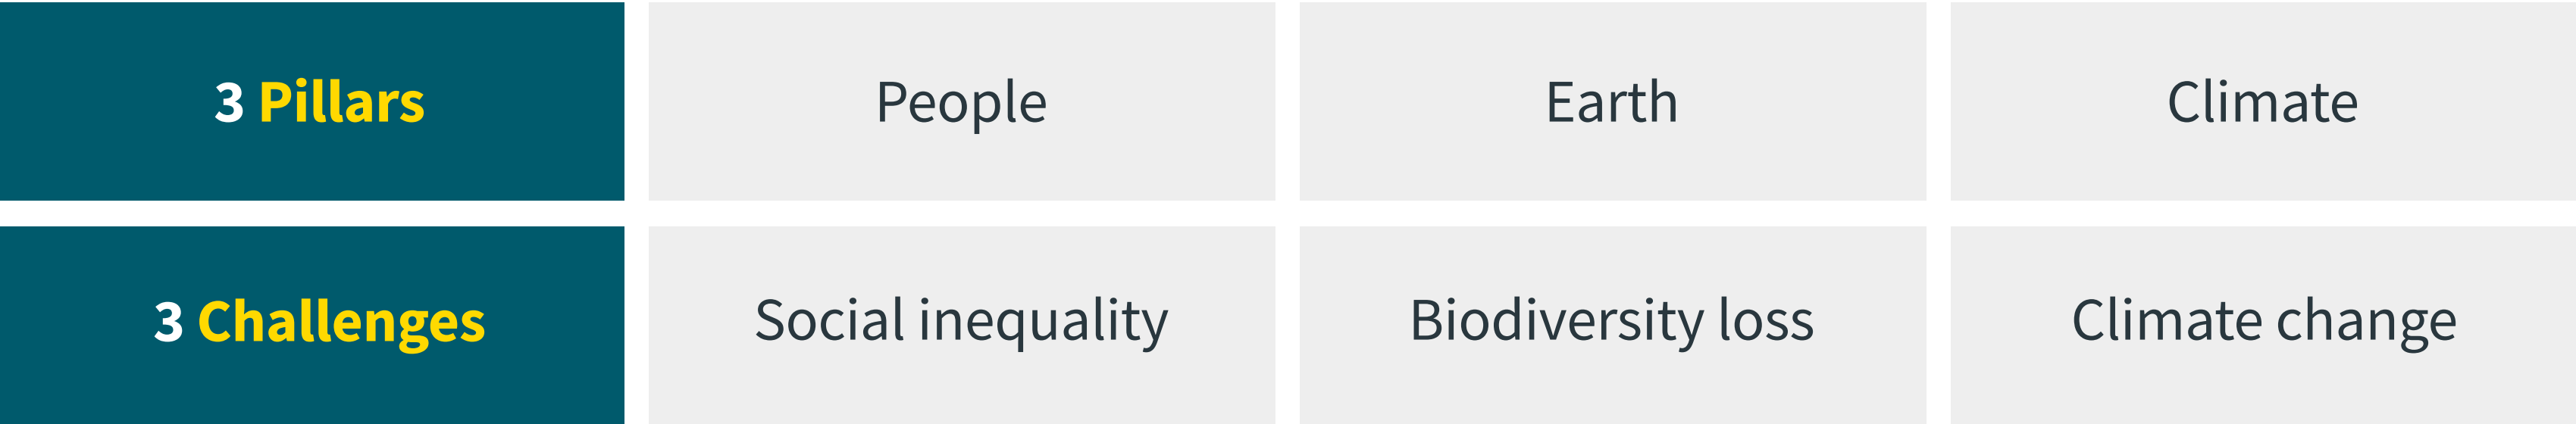 3 Pillars
People
Earth
Climate
3 Challenges
Social inequality
Biodiversity loss
Climate change